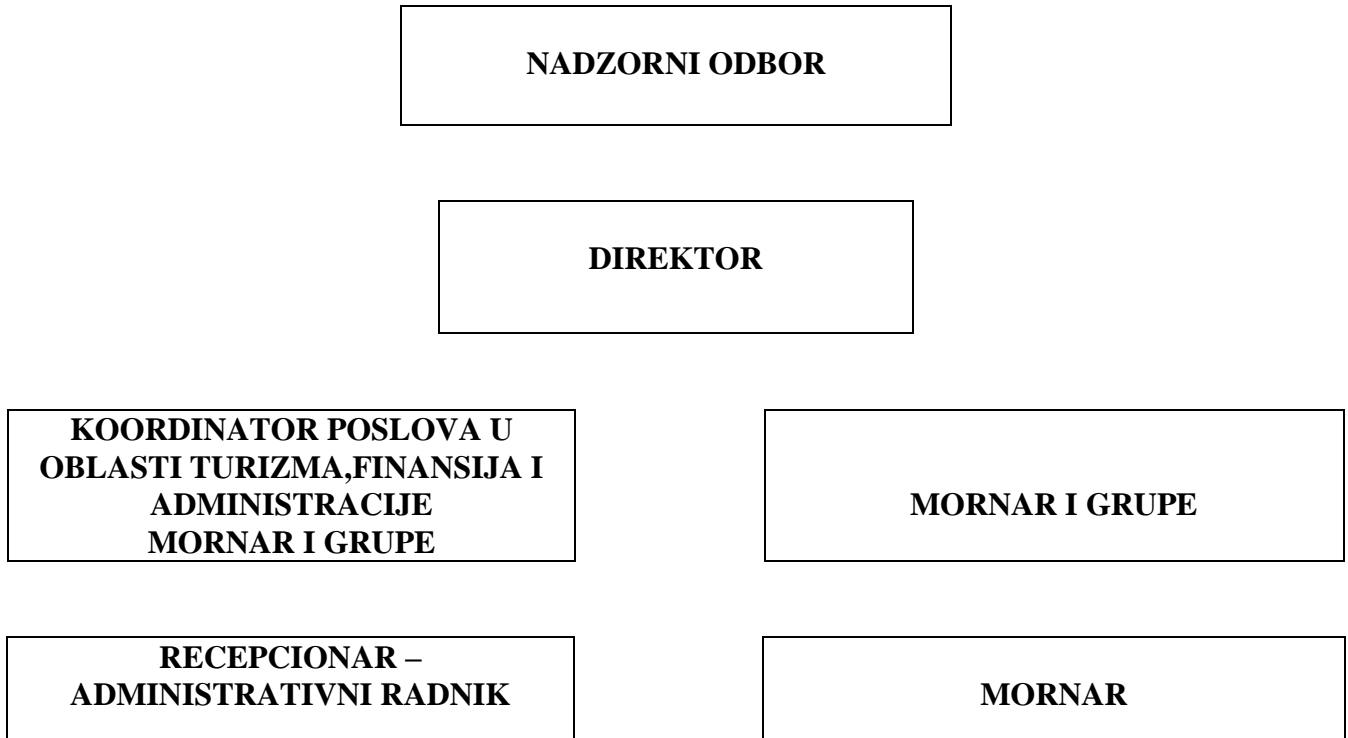 NADZORNI ODBOR
DIREKTOR
KOORDINATOR POSLOVA U
OBLASTI TURIZMA,FINANSIJA I
ADMINISTRACIJE
MORNAR I GRUPE
MORNAR I GRUPE
RECEPCIONAR –
ADMINISTRATIVNI RADNIK
MORNAR